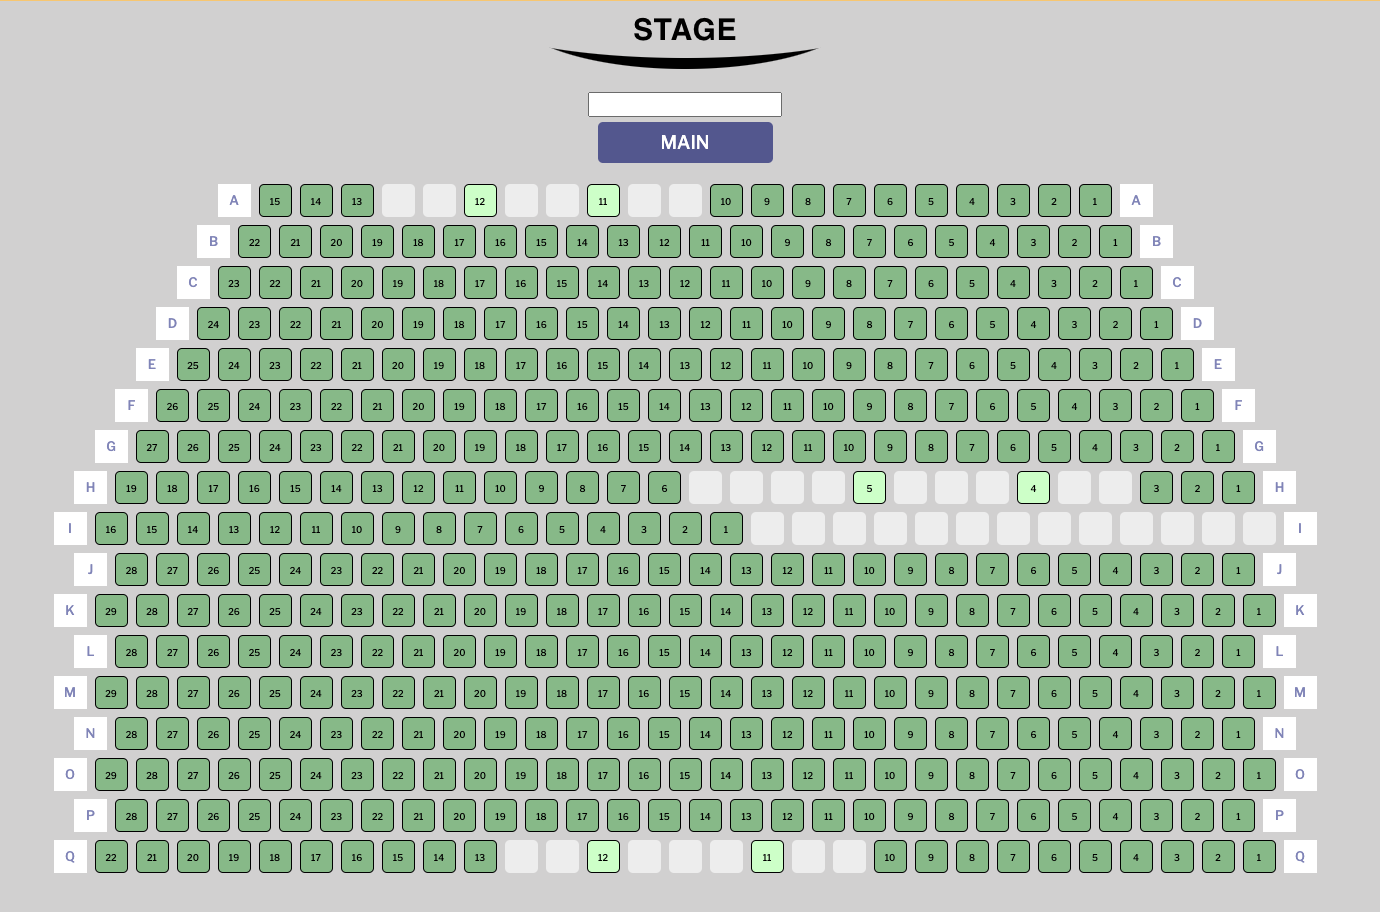 STAGE
MAIN
A 15 14 13 12 11 10 9 8 7 6 5 4 3 2 1 A
B 22 21 20 19 18 17 16 15 14 13 12 11 10 9 8 7 6 5 4 3 2 1 B
C 23 22 21 20 19 18 17 16 15 14 13 12 11 10 9 8 7 6 5 4 3 2 1 C
D 24 23 22 21 20 19 18 17 16 15 14 13 12 11 10 9 8 7 6 5 4 3 2 1 D
E 25 24 23 22 21 20 19 18 17 16 15 14 13 12 11 10 9 8 7 6 5 4 3 2 1 E
F 26 25 24 23 22 21 20 19 18 17 16 15 14 13 12 11 10 9 8 7 6 5 4 3 2 1 F
G 27 26 25 24 23 22 21 20 19 18 17 16 15 14 13 12 11 10 9 8 7 6 5 4 3 2 1 G
H 19 18 17 16 15 14 13 12 11 10 9 8 7 6 5 4 3 2 1 H
I 16 15 14 13 12 11 10 9 8 7 6 5 4 3 2 1 I
J 28 27 26 25 24 23 22 21 20 19 18 17 16 15 14 13 12 11 10 9 8 7 6 5 4 3 2 1 J
K 29 28 27 26 25 24 23 22 21 20 19 18 17 16 15 14 13 12 11 10 9 8 7 6 5 4 3 2 1 K
L 28 27 26 25 24 23 22 21 20 19 18 17 16 15 14 13 12 11 10 9 8 7 6 5 4 3 2 1 L
M 29 28 27 26 25 24 23 22 21 20 19 18 17 16 15 14 13 12 11 10 9 8 7 6 5 4 3 2 1 M
N 28 27 26 25 24 23 22 21 20 19 18 17 16 15 14 13 12 11 10 9 8 7 6 5 4 3 2 1 N
O 29 28 27 26 25 24 23 22 21 20 19 18 17 16 15 14 13 12 11 10 9 8 7 6 5 4 3 2 1 O
P 28 27 26 25 24 23 22 21 20 19 18 17 16 15 14 13 12 11 10 9 8 7 6 5 4 3 2 1 P
Q 22 21 20 19 18 17 16 15 14 13 12 11 10 9 8 7 6 5 4 3 2 1 Q